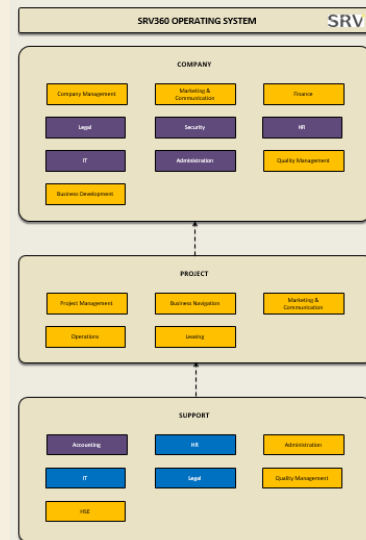 SRV360 OPERATING SYSTEM
SRV
COMPANY
Company Management
Marketing &
Communication
Finance
Legal
Security
HR
IT
Administration
Quality Management
Business Development
PROJECT
Project Management
Business Navigation
Marketing &
Communication
Operations
Leasing
SUPPORT
Accounting
HR
Administration
IT
Legal
Quality Management
HSE